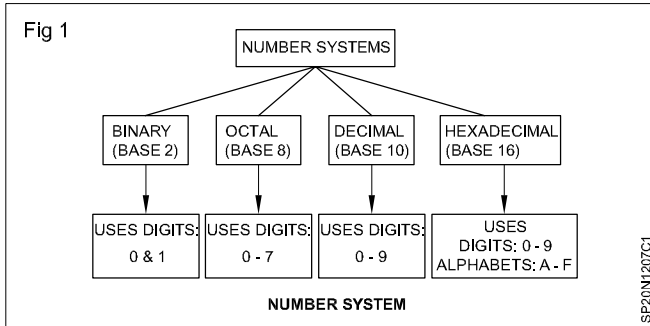 Fig 1
NUMBER SYSTEMS
BINARY
(BASE 2)
OCTAL
(BASE 8)
DECIMAL
(BASE 10)
HEXADECIMAL
(BASE 16)
USES DIGITS:
0 & 1
USES DIGITS:
0 - 7
USES DIGITS:
0 - 9
USES
DIGITS: 0 - 9
ALPHABETS: A - F
NUMBER SYSTEM
SP20N1207C1